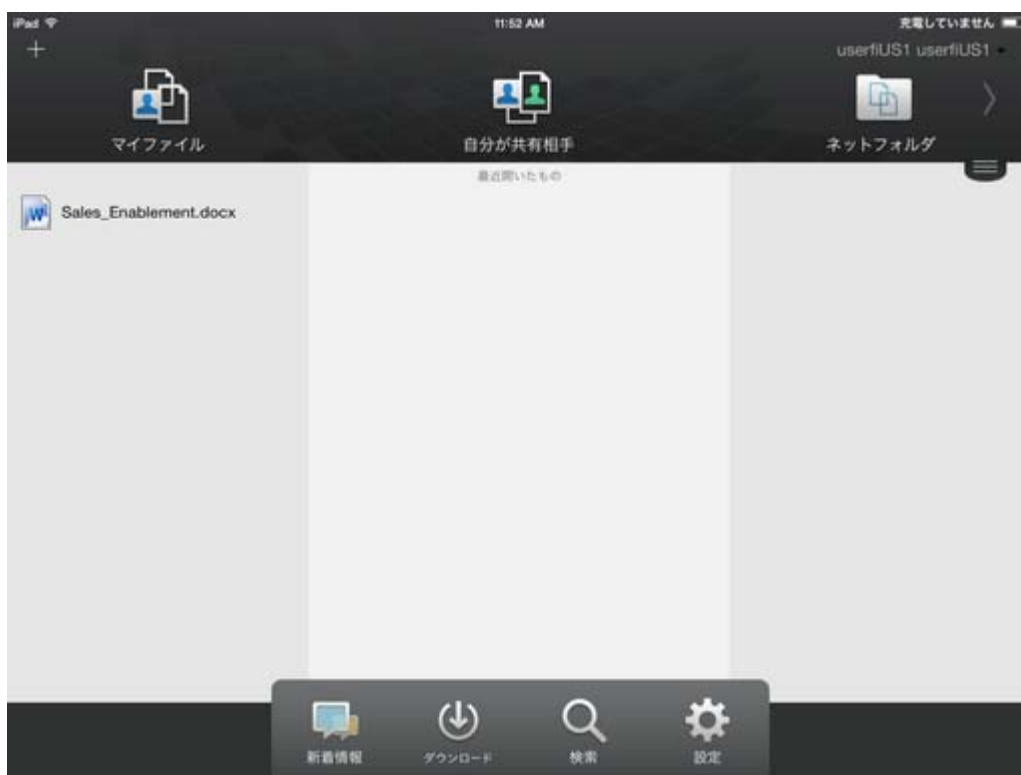 iPad 11:52 AM 充電していません
userfiUS1 userfiUS1
マイファイル 自分が共有相手 ネットフォルダ
最近開いたもの
Sales_Enablement.docx
新着情報 ダウンロード 検索 設定